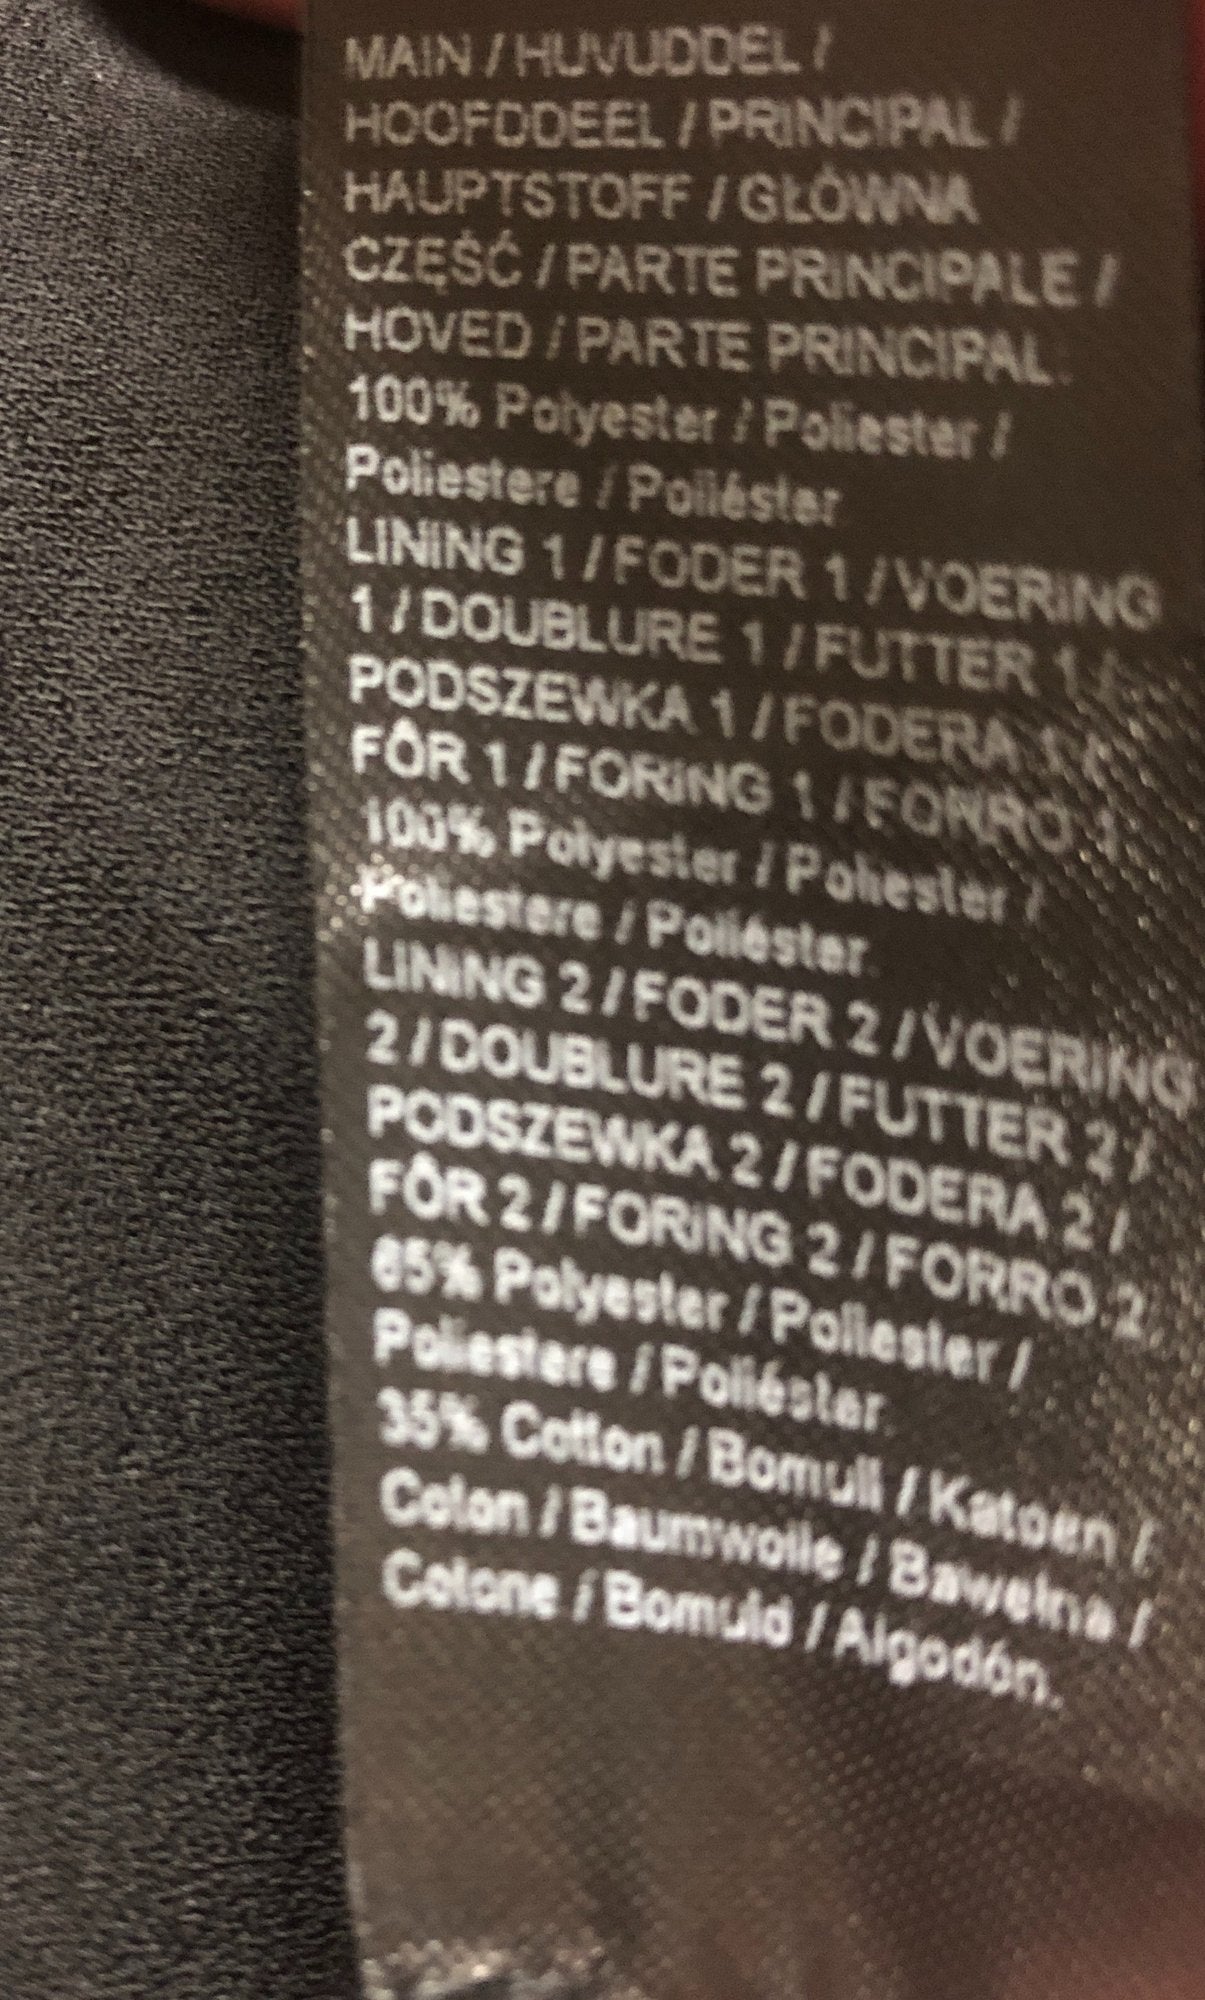 MAIN / HUVUDDEL /
HOOFDDEEL / PRINCIPAL /
HAUPTSTOFF / GŁÓWNA
CZĘŚĆ / PARTE PRINCIPALE /
HOVED / PARTE PRINCIPAL:
100% Polyester / Poliester /
Poliestere / Poliéster
LINING 1 / FODER 1 / VOERING
1 / DOUBLURE 1 / FUTTER 1 /
PODSZEWKA 1 / FODERA 1 /
FÔR 1 / FORING 1 / FORRO 1:
100% Polyester / Poliester /
Poliestere / Poliéster
LINING 2 / FODER 2 / VOERING
2 / DOUBLURE 2 / FUTTER 2 /
PODSZEWKA 2 / FODERA 2 /
FÔR 2 / FORING 2 / FORRO 2:
65% Polyester / Poliester /
Poliestere / Poliéster
35% Cotton / Bomull / Katoen /
Coton / Baumwolle / Bawełna /
Cotone / Bomuld / Algodón.